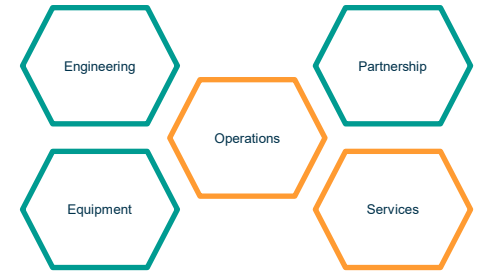 Engineering
Partnership
Operations
Equipment
Services